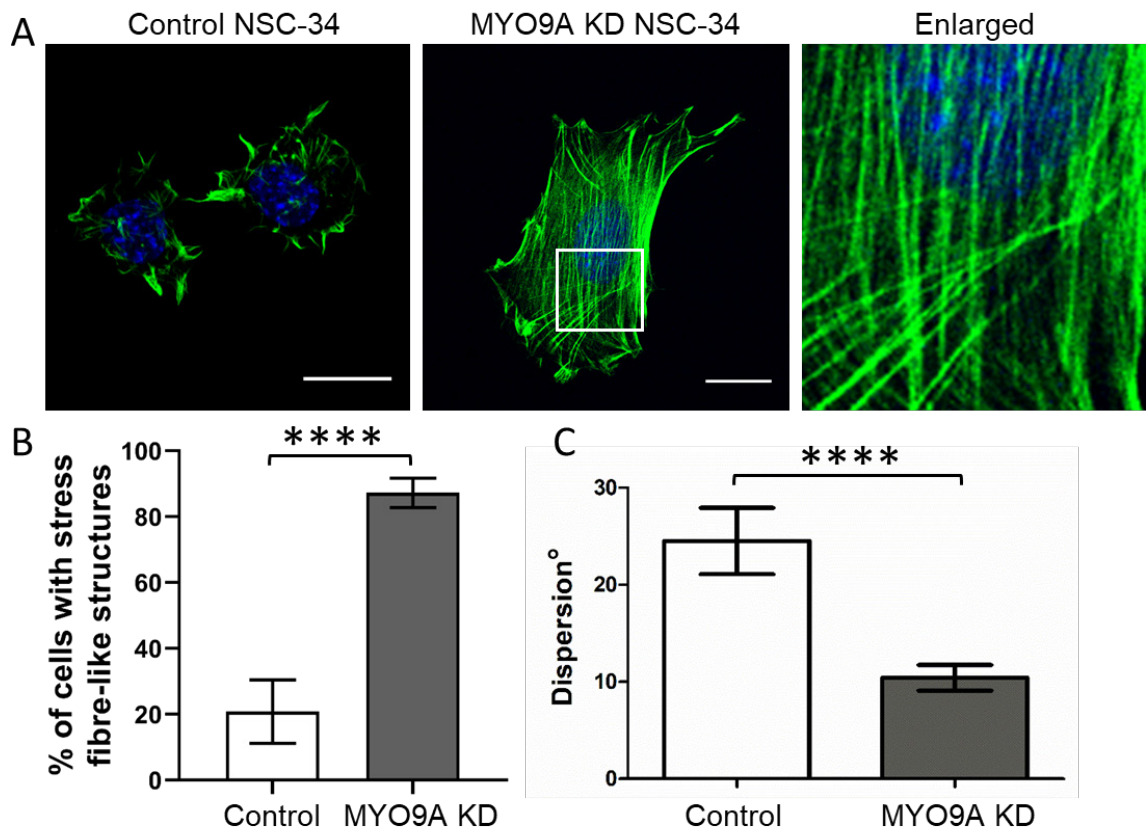 A
Control NSC-34
MYO9A KD NSC-34
Enlarged
B
****
% of cells with stress
fibre-like structures
100
80
60
40
20
0
Control
MYO9A KD
C
****
Dispersion°
30
20
10
0
Control
MYO9A KD